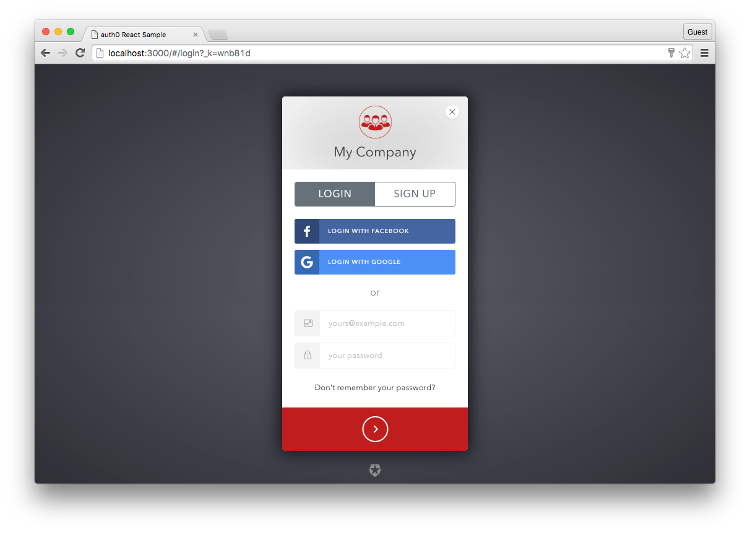 auth0 React Sample
Guest
localhost:3000/#/login?_k=wnb81d
My Company
LOGIN
SIGN UP
LOGIN WITH FACEBOOK
LOGIN WITH GOOGLE
or
yours@example.com
your password
Don't remember your password?